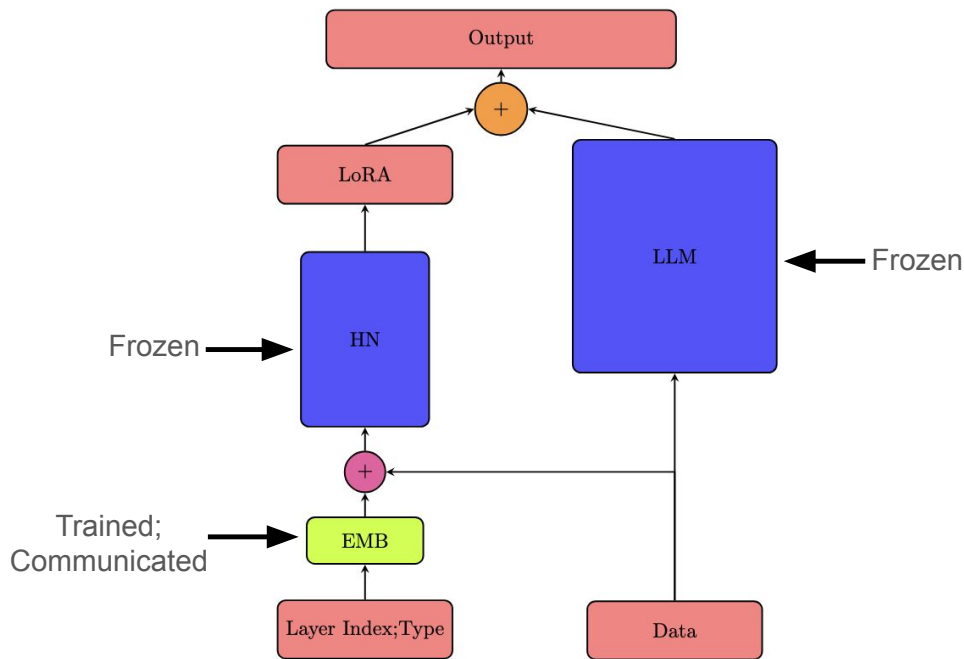 Output
+
LoRA
LLM
Frozen
HN
Frozen
+
Trained;
Communicated
EMB
Layer Index;Type
Data